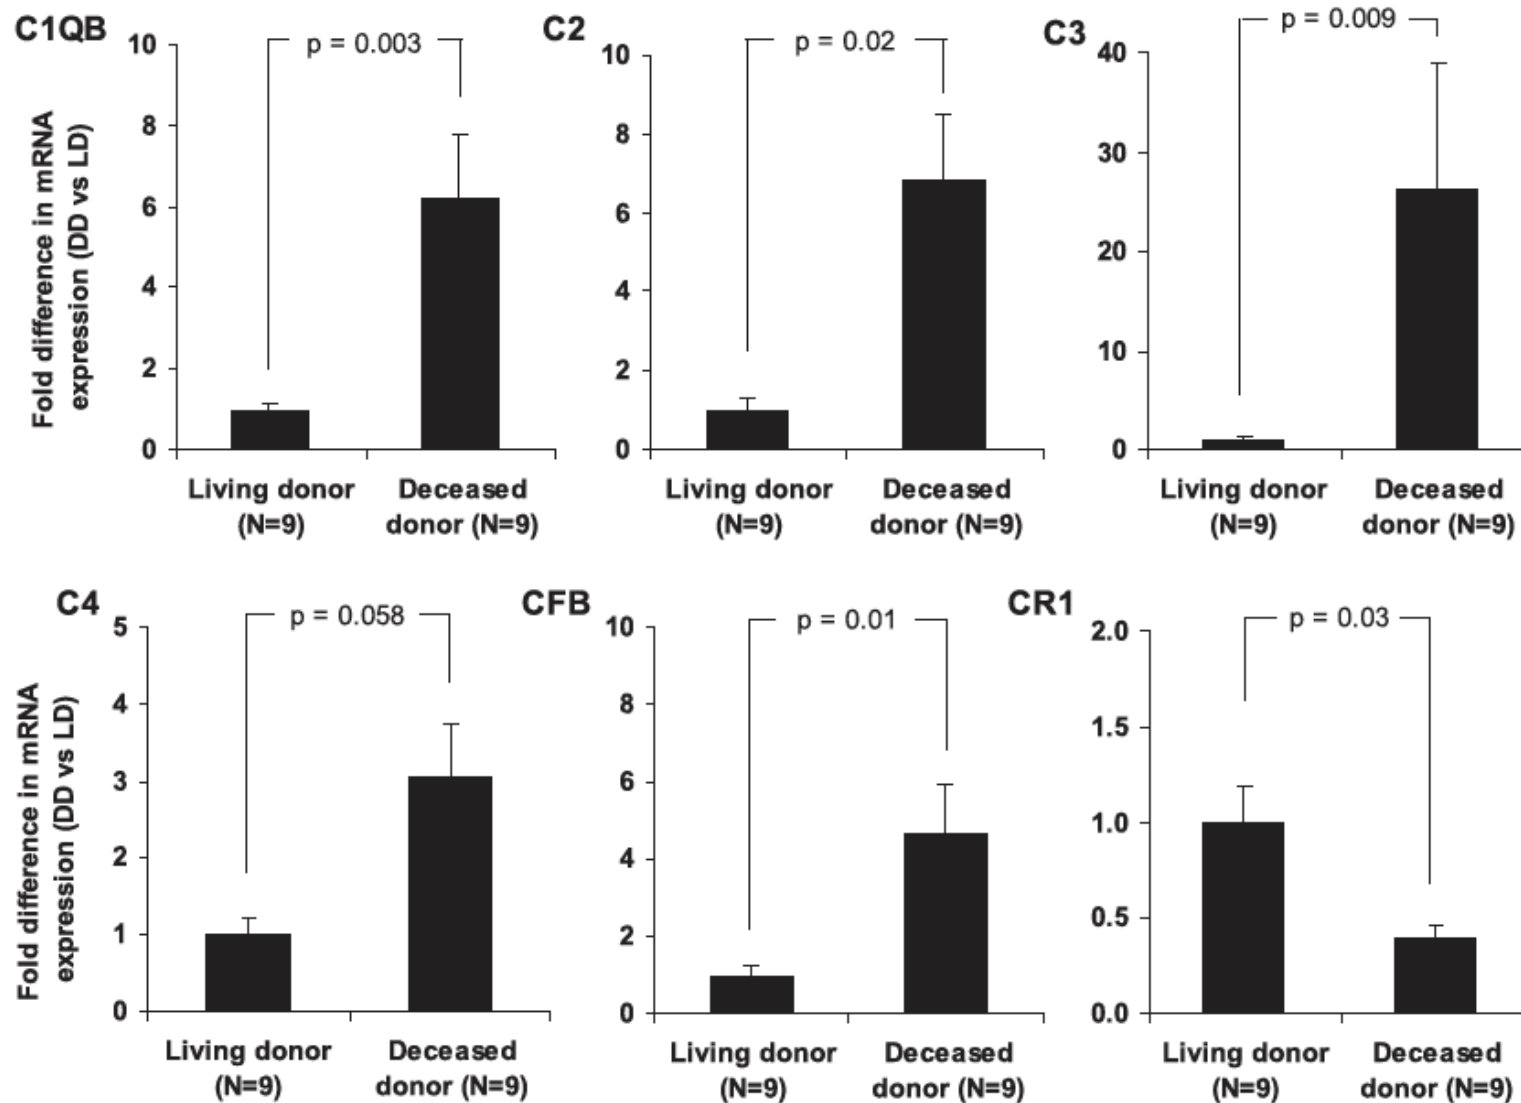 C1QB
p = 0.003
Fold difference in mRNA
expression (DD vs LD)
10
8
6
4
2
0
Living donor
(N=9)
Deceased
donor (N=9)
C2
p = 0.02
10
8
6
4
2
0
Living donor
(N=9)
Deceased
donor (N=9)
C3
p = 0.009
40
30
20
10
0
Living donor
(N=9)
Deceased
donor (N=9)
C4
p = 0.058
Fold difference in mRNA
expression (DD vs LD)
5
4
3
2
1
0
Living donor
(N=9)
Deceased
donor (N=9)
CFB
p = 0.01
10
8
6
4
2
0
Living donor
(N=9)
Deceased
donor (N=9)
CR1
p = 0.03
2.0
1.5
1.0
0.5
0.0
Living donor
(N=9)
Deceased
donor (N=9)